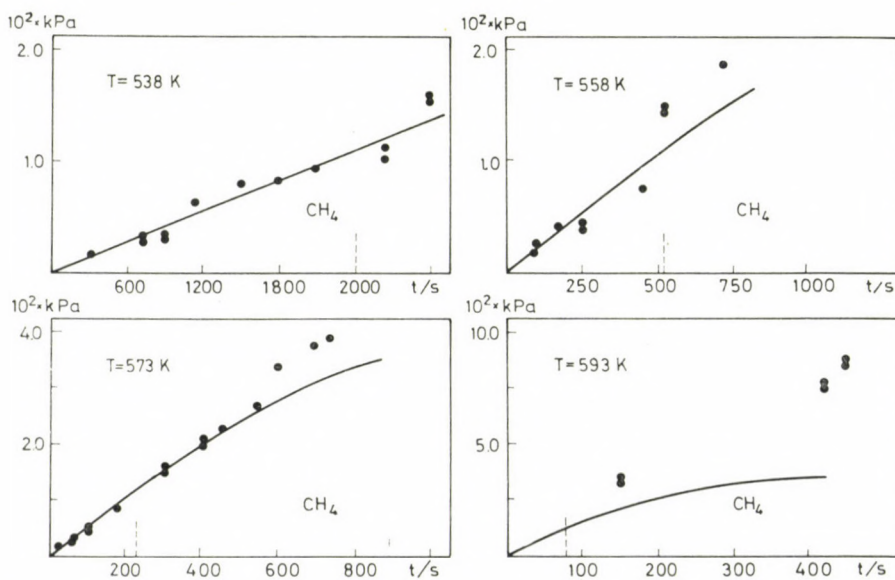 10²× kPa
2.0
T= 538 K
1.0
CH₄
600 1200 1800 2000 t/s
10²× kPa
2.0
T= 558 K
1.0
CH₄
250 500 750 1000 t/s
10²× kPa
4.0
T=573 K
2.0
CH₄
200 400 600 800 t/s
10²× kPa
10.0
T=593 K
5.0
CH₄
100 200 300 400 t/s